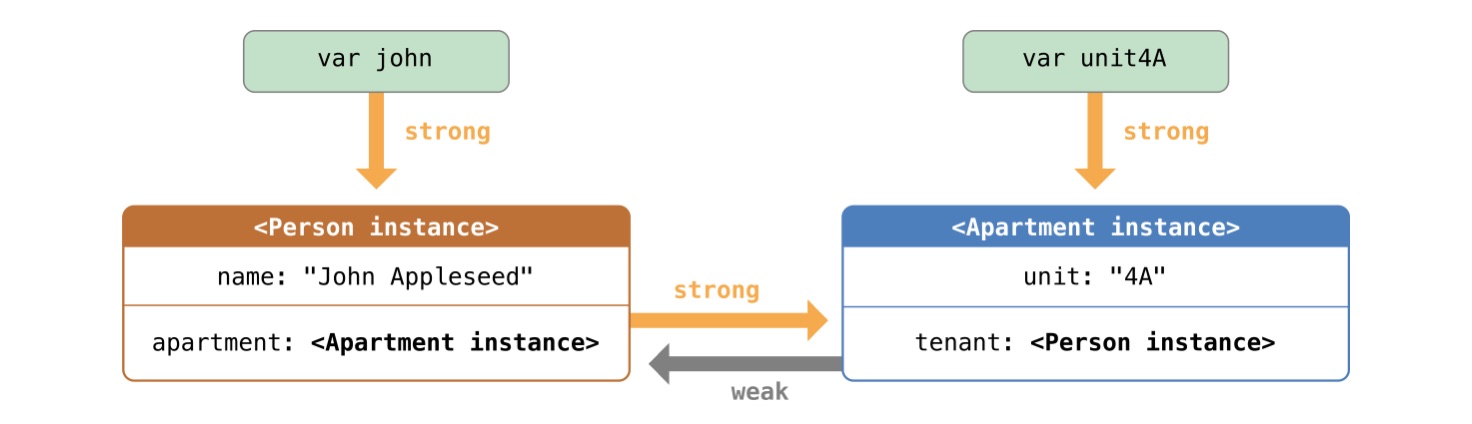 var john
var unit4A
strong
strong
<Person instance>
<Apartment instance>
name: "John Appleseed"
unit: "4A"
strong
apartment: <Apartment instance>
tenant: <Person instance>
weak